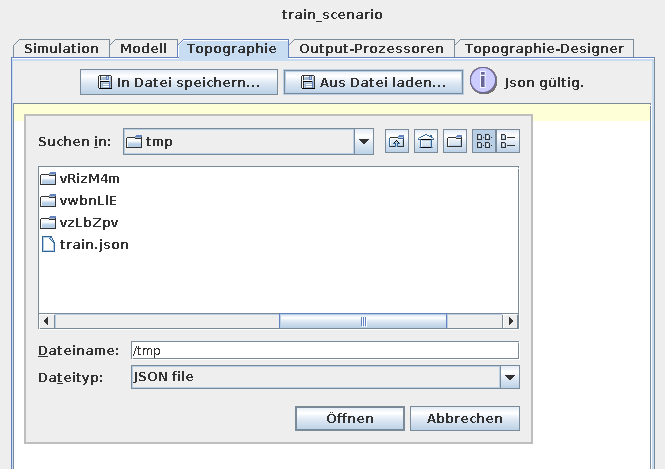 train_scenario
Simulation Modell Topographie Output-Prozessoren Topographie-Designer
In Datei speichern... Aus Datei laden... i Json gültig.
Suchen in: tmp
vRizM4m
vwbnLlE
vzLbZpv
train.json
Dateiname: /tmp
Dateityp: JSON file
Öffnen Abbrechen